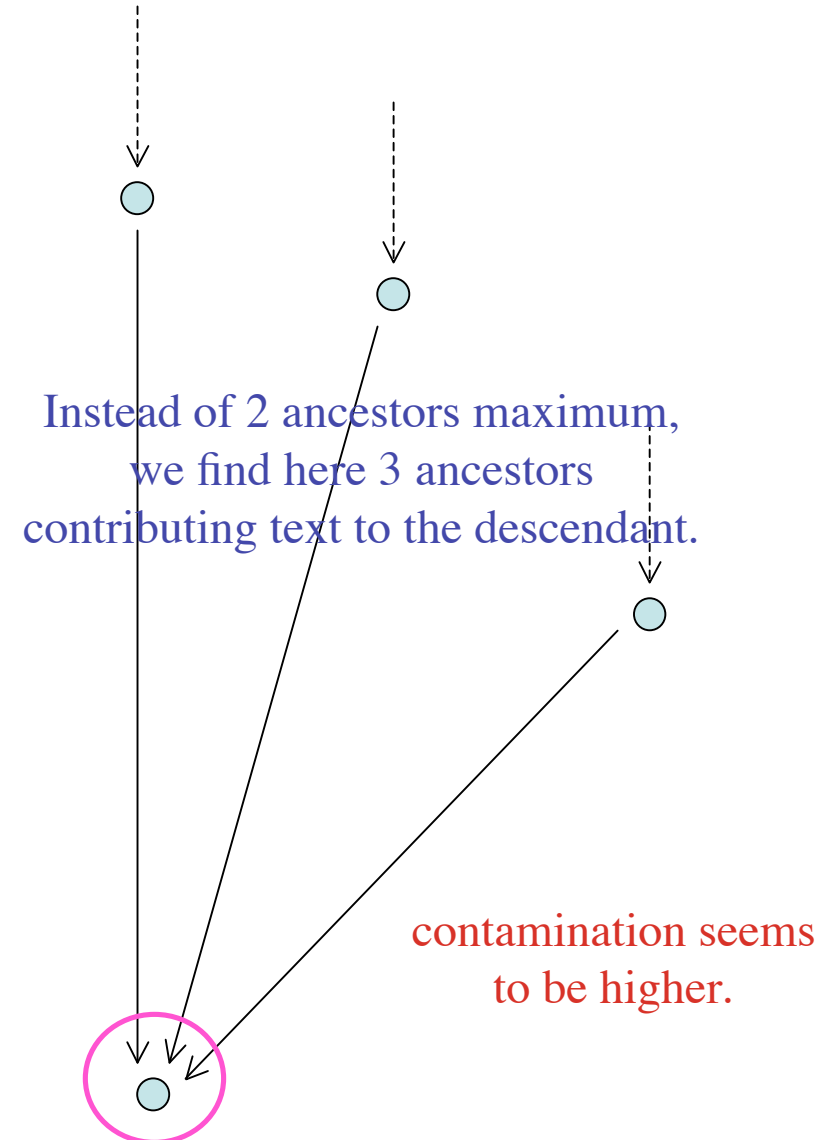 Instead of 2 ancestors maximum,
we find here 3 ancestors
contributing text to the descendant.
contamination seems
to be higher.